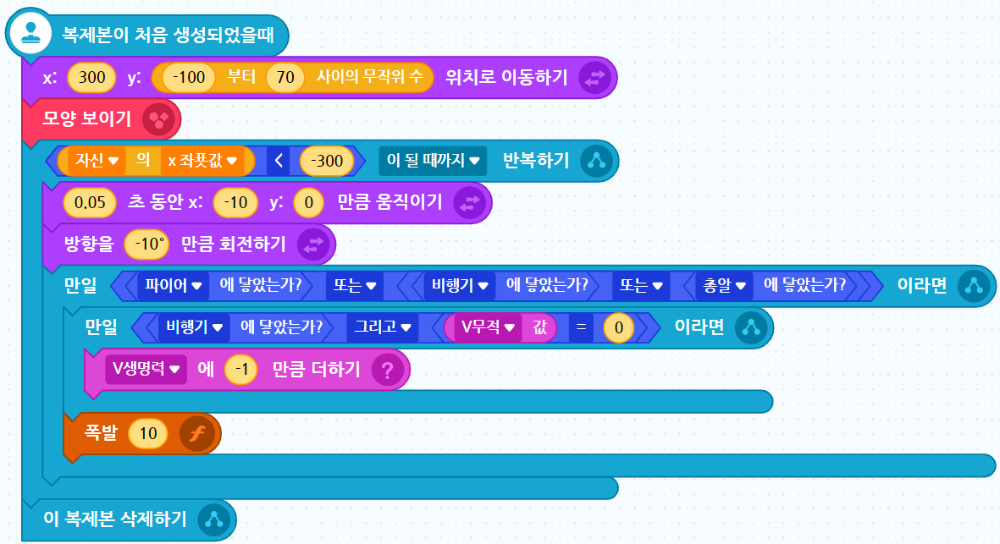 복제본이 처음 생성되었을때
x: 300 y: -100 부터 70 사이의 무작위 수 위치로 이동하기
모양 보이기
자신 의 x 좌푯값 < -300 이 될 때까지 반복하기
0.05 초 동안 x: -10 y: 0 만큼 움직이기
방향을 -10° 만큼 회전하기
만일 파이어 에 닿았는가? 또는 비행기 에 닿았는가? 또는 총알 에 닿았는가? 이라면
만일 비행기 에 닿았는가? 그리고 V무적 값 = 0 이라면
V생명력 에 -1 만큼 더하기 ?
폭발 10 f
이 복제본 삭제하기